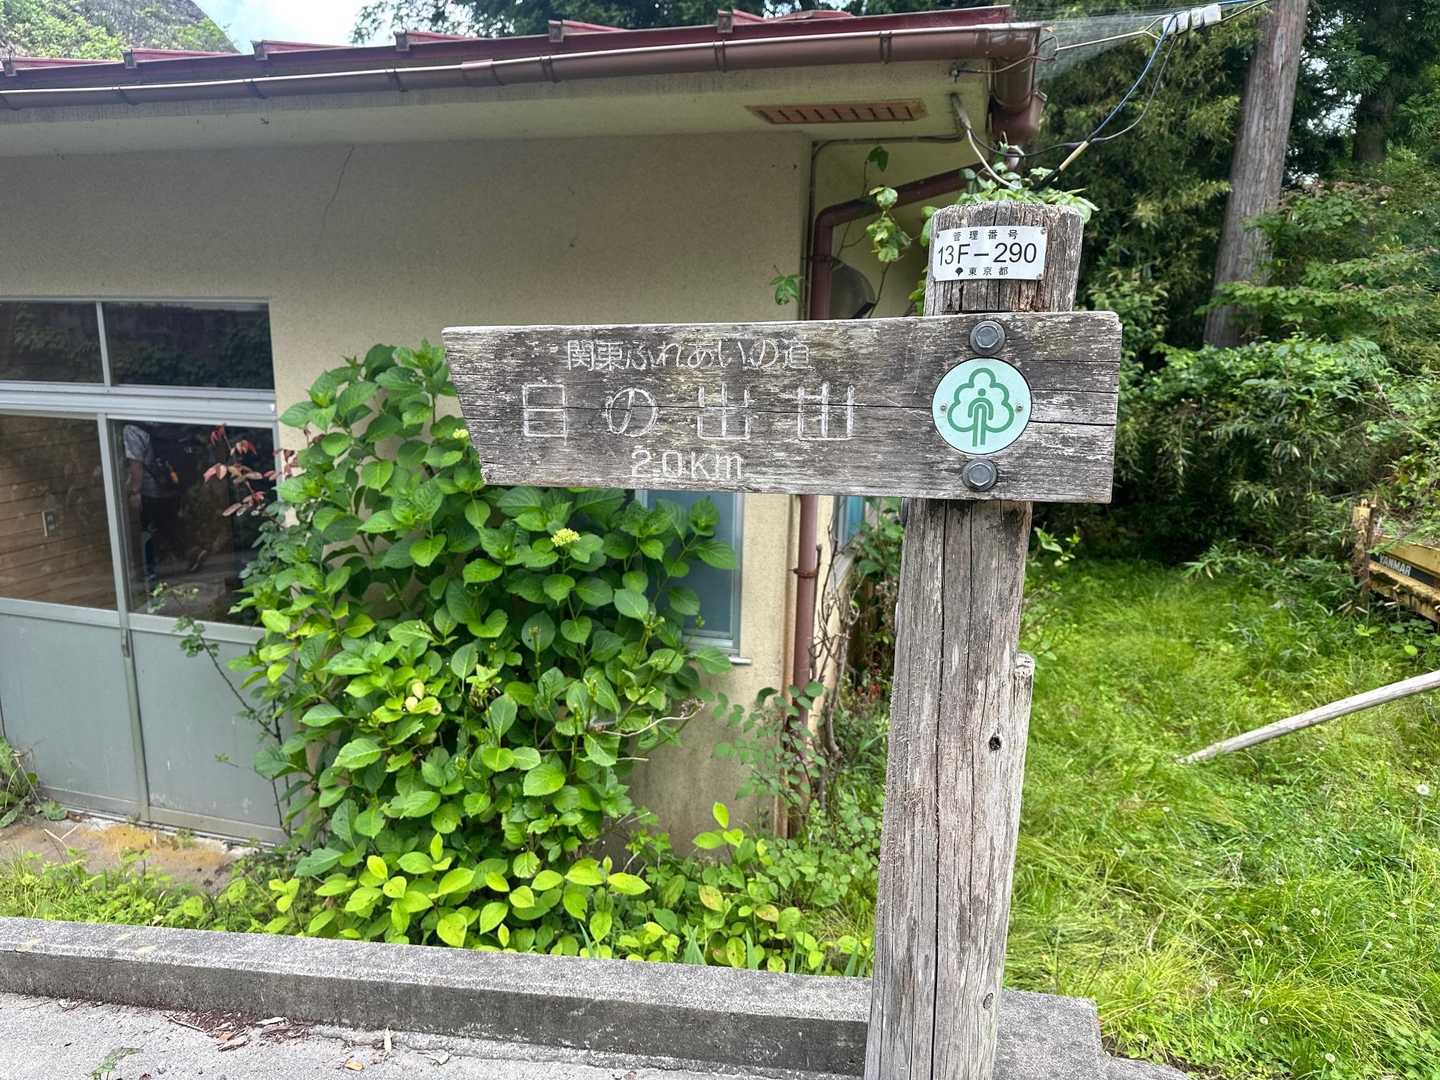 管理番号
13F-290
東京都
関東ふれあいの道
日の出山
2.0Km
YANMAR